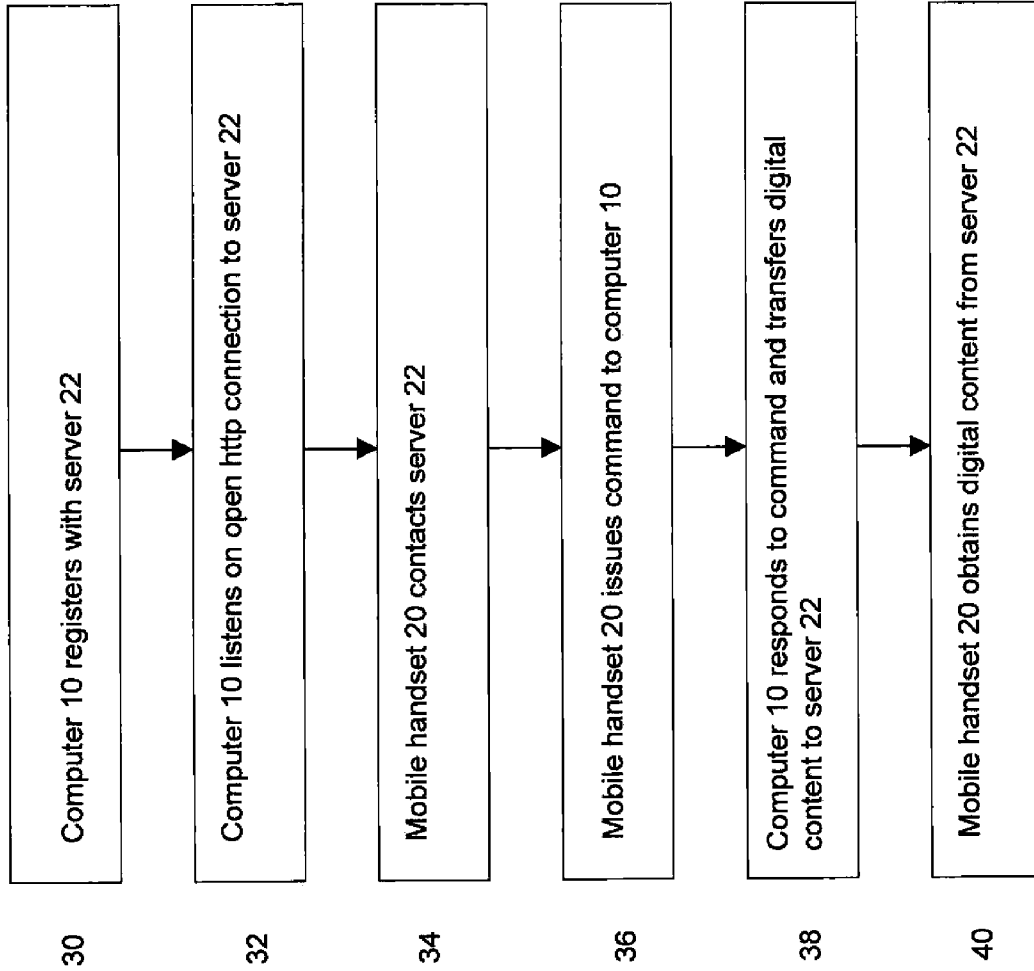 30 Computer 10 registers with server 22
32 Computer 10 listens on open http connection to server 22
34 Mobile handset 20 contacts server 22
36 Mobile handset 20 issues command to computer 10
38 Computer 10 responds to command and transfers digital
content to server 22
40 Mobile handset 20 obtains digital content from server 22